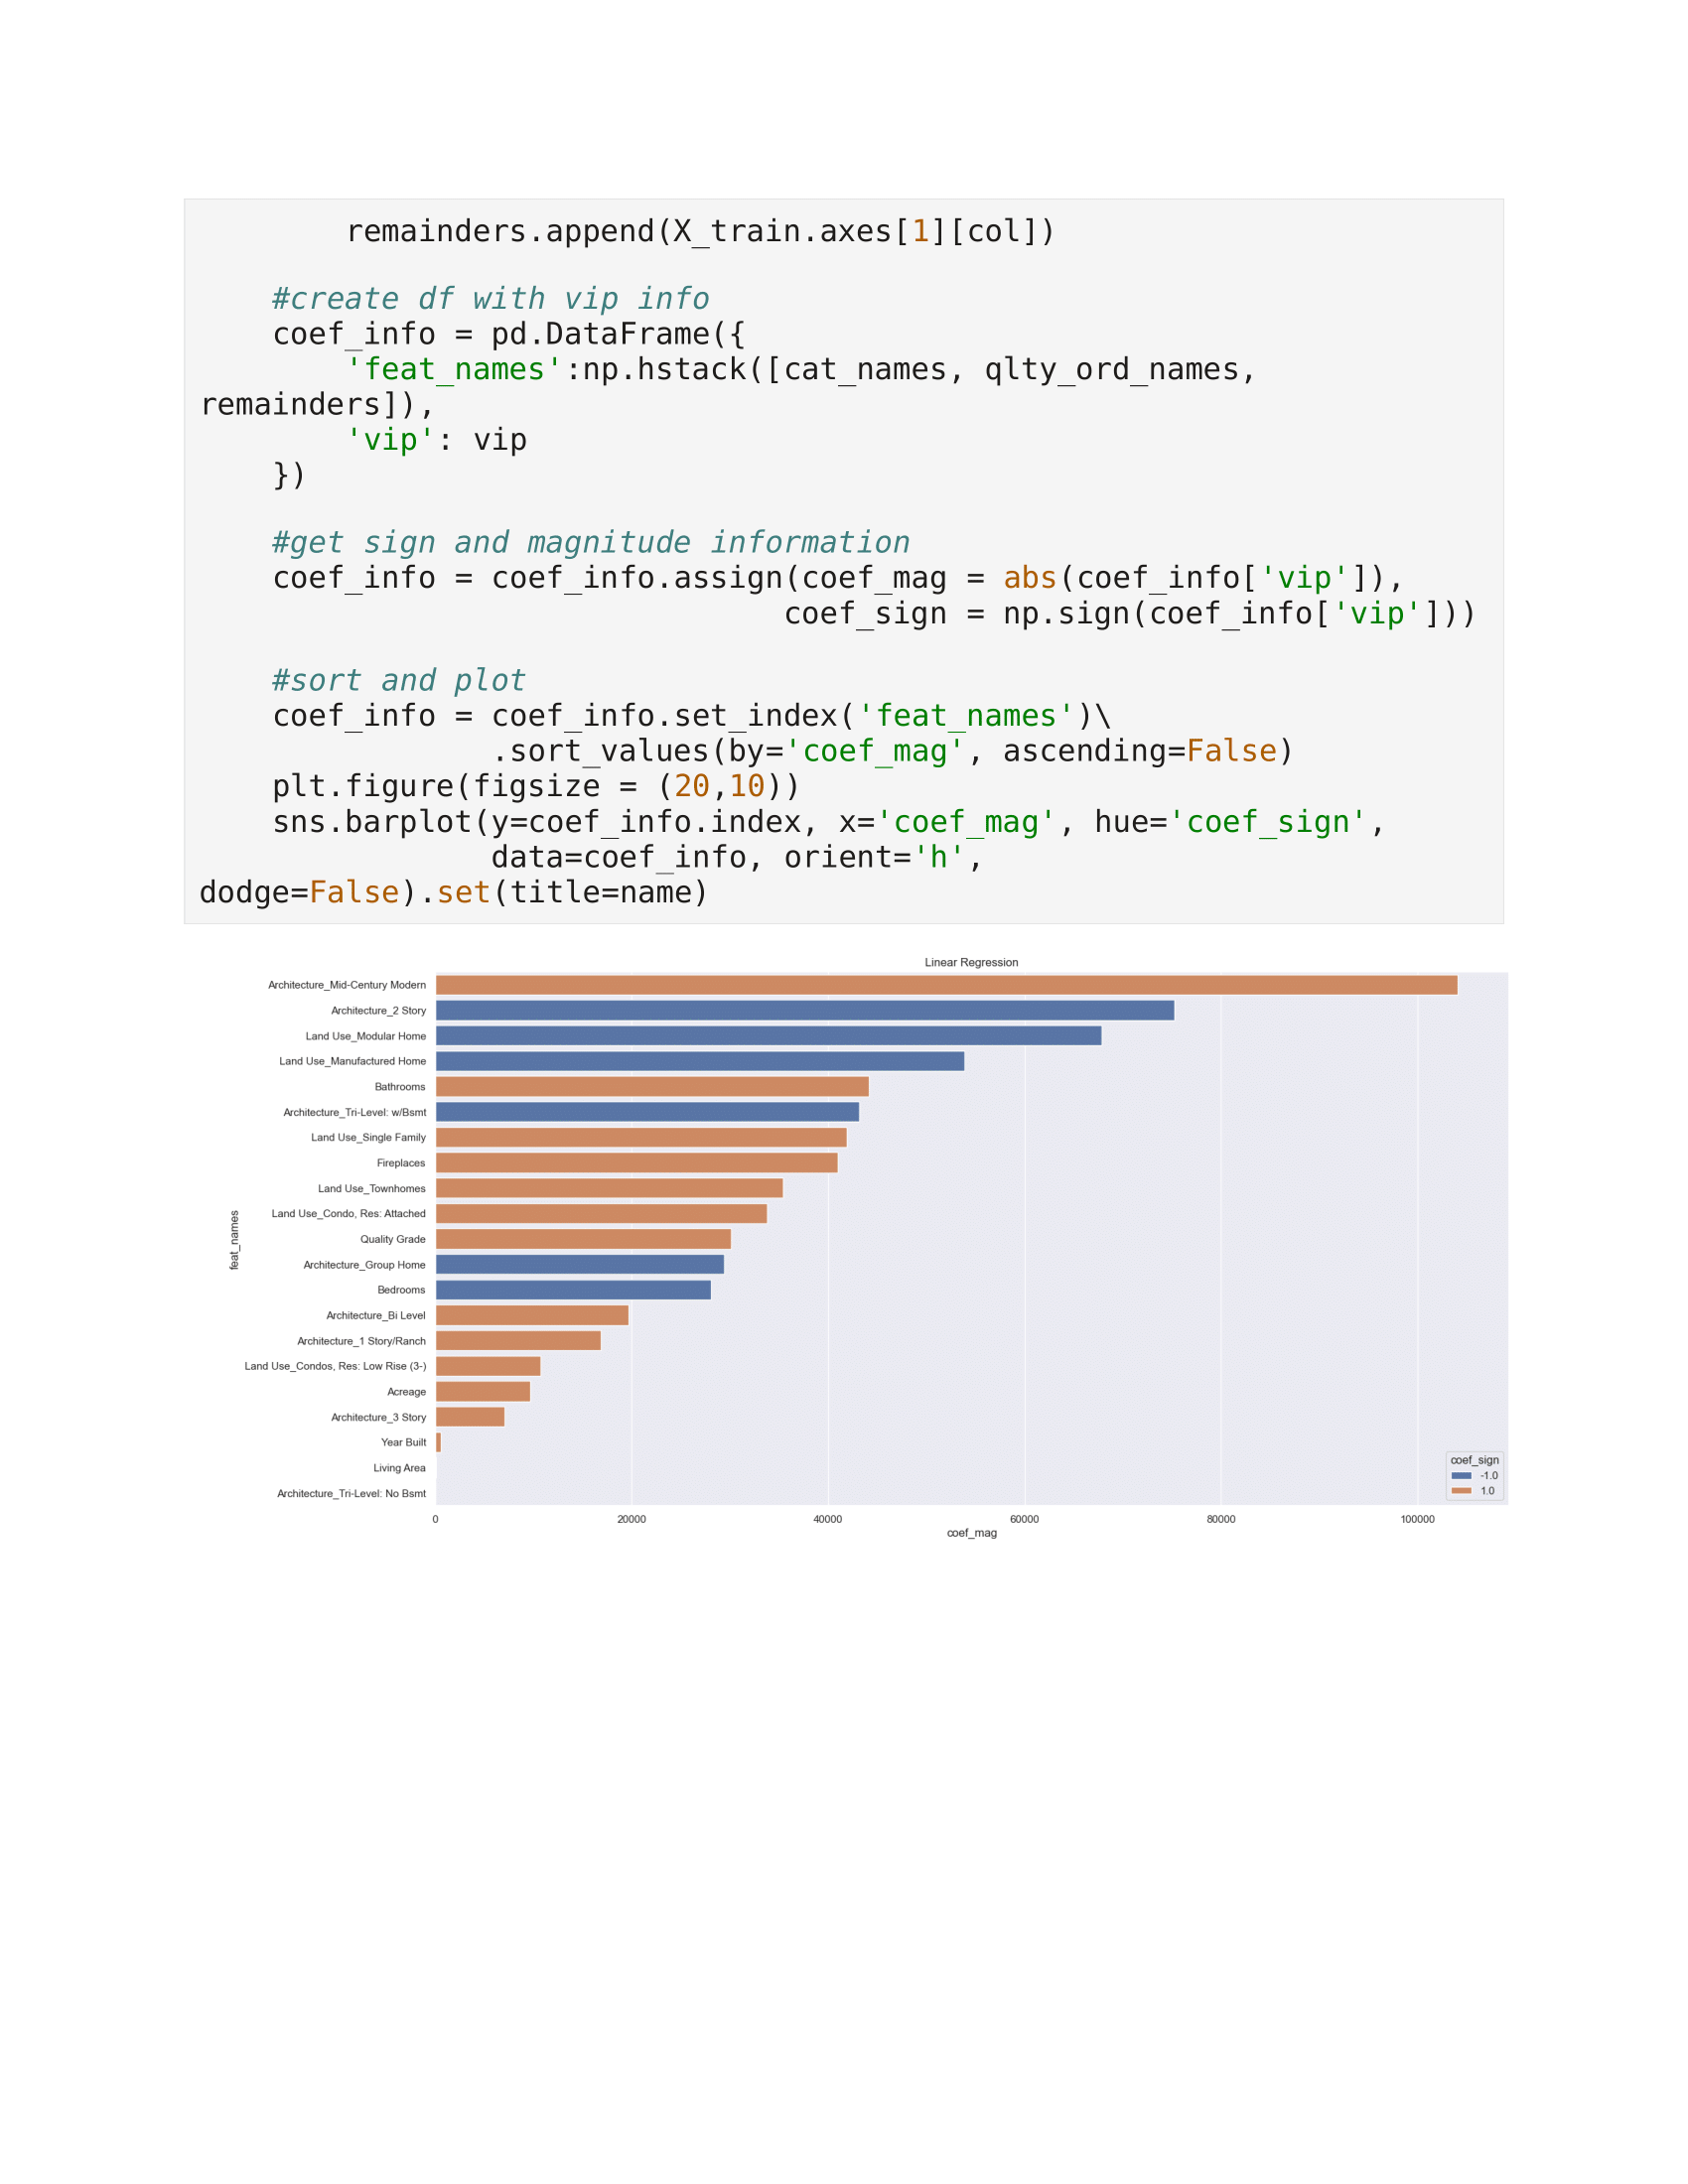 remainders.append(X_train.axes[1][col])
#create df with vip info
coef_info = pd.DataFrame({
'feat_names':np.hstack([cat_names, qlty_ord_names,
remainders]),
'vip': vip
})
#get sign and magnitude information
coef_info = coef_info.assign(coef_mag = abs(coef_info['vip']),
coef_sign = np.sign(coef_info['vip']))
#sort and plot
coef_info = coef_info.set_index('feat_names')\
.sort_values(by='coef_mag', ascending=False)
plt.figure(figsize = (20,10))
sns.barplot(y=coef_info.index, x='coef_mag', hue='coef_sign',
data=coef_info, orient='h',
dodge=False).set(title=name)
Linear Regression
feat_names
Architecture_Mid-Century Modern
Architecture_2 Story
Land Use_Modular Home
Land Use_Manufactured Home
Bathrooms
Architecture_Tri-Level: w/Bsmt
Land Use_Single Family
Fireplaces
Land Use_Townhomes
Land Use_Condo, Res: Attached
Quality Grade
Architecture_Group Home
Bedrooms
Architecture_Bi Level
Architecture_1 Story/Ranch
Land Use_Condos, Res: Low Rise (3-)
Acreage
Architecture_3 Story
Year Built
Living Area
Architecture_Tri-Level: No Bsmt
coef_sign
-1.0
1.0
0 20000 40000 60000 80000 100000
coef_mag